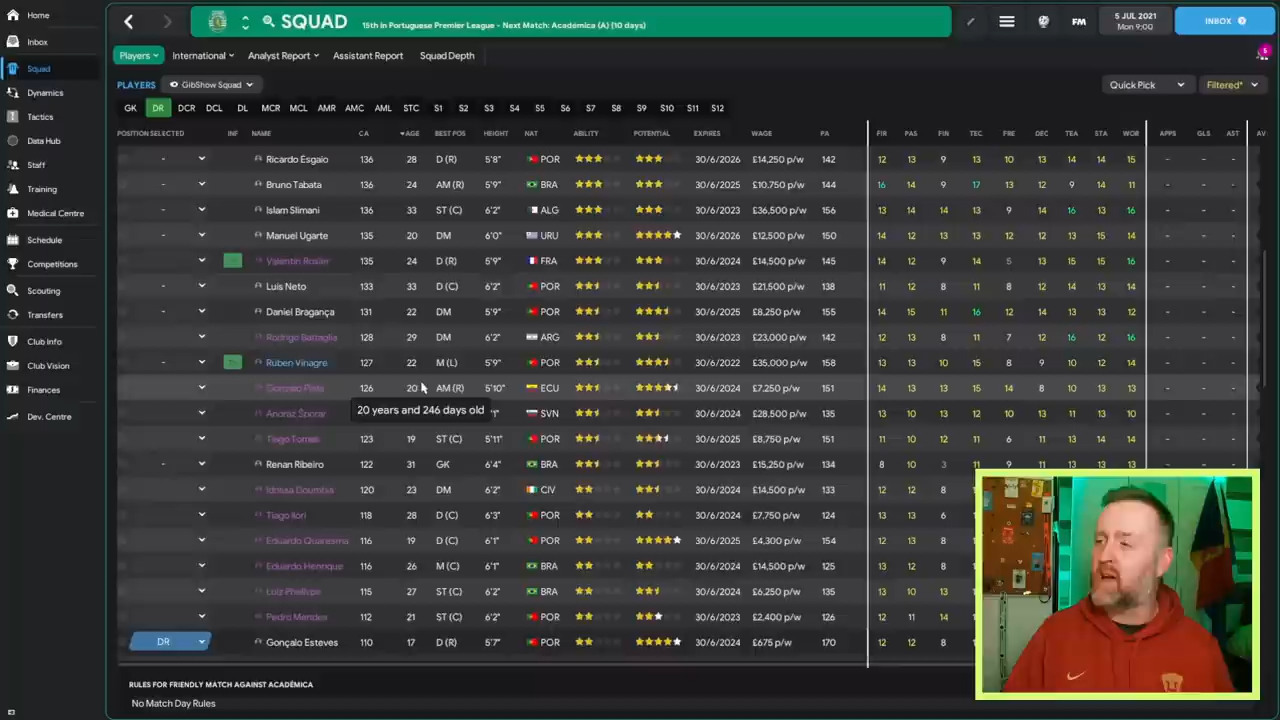 Home
SQUAD
15th in Portuguese Premier League - Next Match: Académica (A) (10 days)
FM
5 JUL 2021
Mon 9:00
INBOX
Inbox
Squad
Dynamics
Tactics
Data Hub
Staff
Training
Medical Centre
Schedule
Competitions
Scouting
Transfers
Club Info
Club Vision
Finances
Dev. Centre
Players International Analyst Report Assistant Report Squad Depth
5
PLAYERS GibShow Squad Quick Pick Filtered*
GK DR DCR DCL DL MCR MCL AMR AMC AML STC S1 S2 S3 S4 S5 S6 S7 S8 S9 S10 S11 S12
POSITION SELECTED INF NAME CA AGE BEST POS HEIGHT NAT ABILITY POTENTIAL EXPIRES WAGE PA FIR PAS FIN TEC FRE DEC TEA STA WOR APPS GLS AST AV
- Ricardo Esgaio 136 28 D (R) 5'8" POR 30/6/2026 £14,250 p/w 142 12 13 9 13 10 13 14 14 15 - - -
- Bruno Tabata 136 24 AM (R) 5'9" BRA 30/6/2025 £10,750 p/w 144 16 14 9 17 13 12 9 14 11 - - -
- Islam Slimani 136 33 ST (C) 6'2" ALG 30/6/2023 £36,500 p/w 156 13 14 14 13 9 14 16 13 16 - - -
- Manuel Ugarte 135 20 DM 6'0" URU 30/6/2026 £12,500 p/w 150 14 12 13 13 12 12 13 15 14 - - -
Valentin Rosier 135 24 D (R) 5'9" FRA 30/6/2024 £14,500 p/w 145 14 12 9 14 5 13 15 15 16 - - -
- Luís Neto 133 33 D (C) 6'2" POR 30/6/2023 £21,500 p/w 138 11 12 8 11 8 12 14 13 14 - - -
- Daniel Bragança 131 22 DM 5'9" POR 30/6/2025 £8,250 p/w 155 14 15 11 16 12 14 13 12 12 - - -
Rodrigo Battaglia 128 29 DM 6'2" ARG 30/6/2023 £23,000 p/w 142 12 13 8 11 7 12 16 12 16 - - -
- Rúben Vinagre 127 22 M (L) 5'9" POR 30/6/2022 £35,000 p/w 158 13 12 10 15 8 9 10 12 14 - - -
Gonzalo Plata 126 20 AM (R) 5'10" ECU 30/6/2024 £7,250 p/w 151 14 13 13 15 14 8 10 13 13 - - -
20 years and 246 days old
Andraž Šporar SVN 30/6/2024 £28,500 p/w 135 13 10 13 12 10 13 11 13 10 - - -
Tiago Tomás 123 19 ST (C) 5'11" POR 30/6/2025 £8,750 p/w 151 11 10 12 11 6 11 13 14 14 - - -
- Renan Ribeiro 122 31 GK 6'4" BRA 30/6/2023 £15,250 p/w 134 8 10 3 11 9 11 13 13 13 - - -
Idrissa Doumbia 120 23 DM 6'2" CIV 30/6/2024 £14,500 p/w 133 12 12 8
Tiago Ilori 118 28 D (C) 6'3" POR 30/6/2024 £7,750 p/w 124 13 13 6
Eduardo Quaresma 116 19 D (C) 6'1" POR 30/6/2025 £4,300 p/w 154 12 13 8
Eduardo Henrique 116 26 M (C) 6'1" BRA 30/6/2024 £14,500 p/w 125 13 12 8
Luiz Phellype 115 27 ST (C) 6'2" BRA 30/6/2024 £6,250 p/w 135 13 10 13
Pedro Mendes 112 21 ST (C) 6'2" POR 30/6/2024 £2,400 p/w 126 12 11 14
DR Gonçalo Esteves 110 17 D (R) 5'7" POR 30/6/2024 £675 p/w 170 12 12 8
RULES FOR FRIENDLY MATCH AGAINST ACADÉMICA
No Match Day Rules